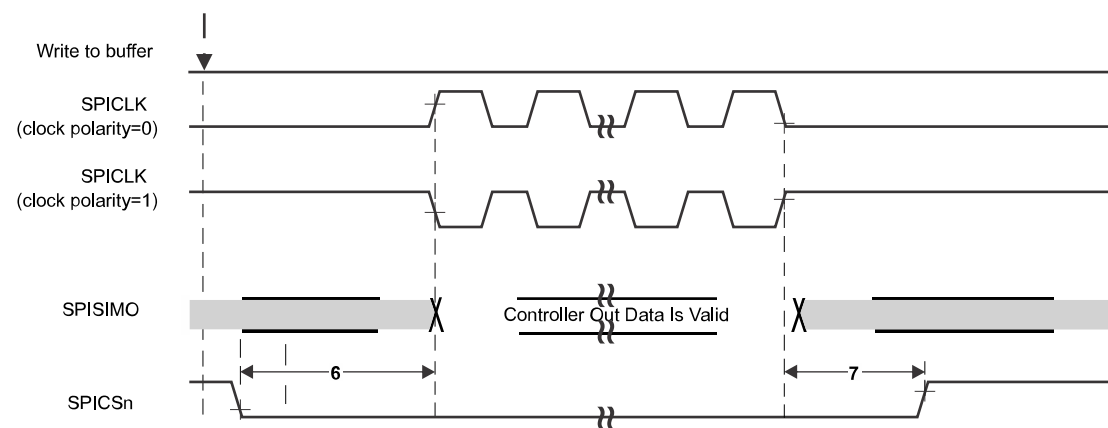 Write to buffer
SPICLK
(clock polarity=0)
SPICLK
(clock polarity=1)
SPISIMO
Controller Out Data Is Valid
6
7
SPICSn